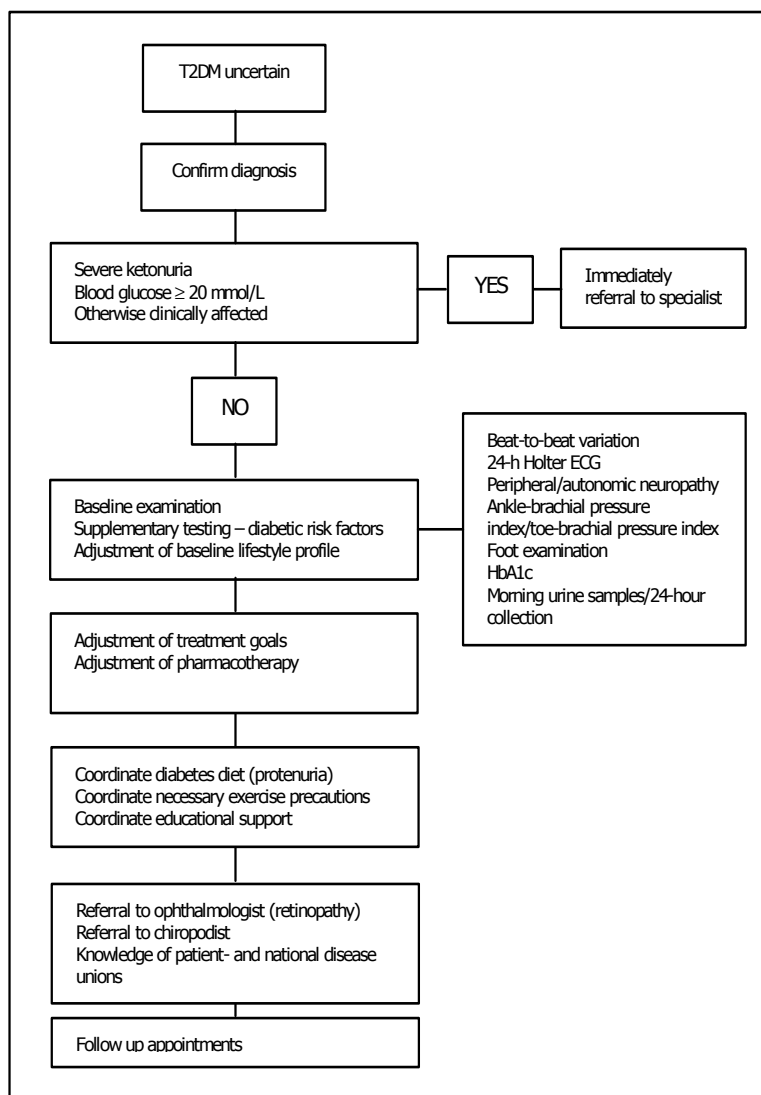 T2DM uncertain
Confirm diagnosis
Severe ketonuria
Blood glucose ≥ 20 mmol/L
Otherwise clinically affected
YES
Immediately
referral to specialist
NO
Baseline examination
Supplementary testing – diabetic risk factors
Adjustment of baseline lifestyle profile
Beat-to-beat variation
24-h Holter ECG
Peripheral/autonomic neuropathy
Ankle-brachial pressure
index/toe-brachial pressure index
Foot examination
HbA1c
Morning urine samples/24-hour
collection
Adjustment of treatment goals
Adjustment of pharmacotherapy
Coordinate diabetes diet (protenuria)
Coordinate necessary exercise precautions
Coordinate educational support
Referral to ophthalmologist (retinopathy)
Referral to chiropodist
Knowledge of patient- and national disease
unions
Follow up appointments